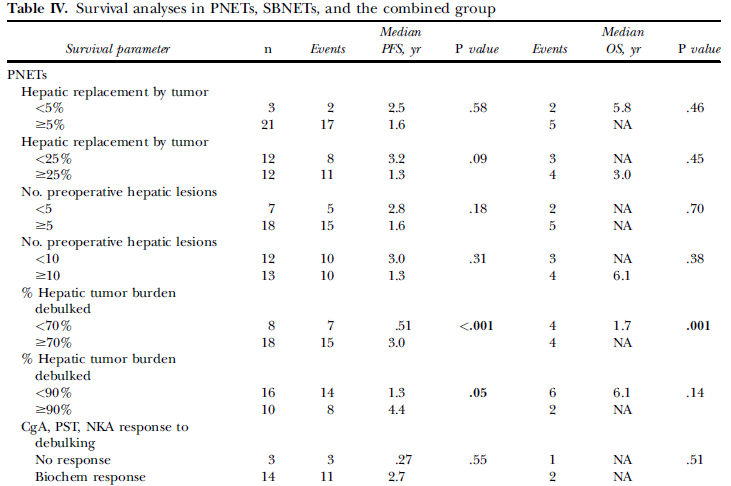 Table IV. Survival analyses in PNETs, SBNETs, and the combined group
Survival parameter n Events Median PFS, yr P value Events Median OS, yr P value
PNETs
Hepatic replacement by tumor
<5% 3 2 2.5 .58 2 5.8 .46
≥5% 21 17 1.6 5 NA
Hepatic replacement by tumor
<25% 12 8 3.2 .09 3 NA .45
≥25% 12 11 1.3 4 3.0
No. preoperative hepatic lesions
<5 7 5 2.8 .18 2 NA .70
≥5 18 15 1.6 5 NA
No. preoperative hepatic lesions
<10 12 10 3.0 .31 3 NA .38
≥10 13 10 1.3 4 6.1
% Hepatic tumor burden
debulked
<70% 8 7 .51 <.001 4 1.7 .001
≥70% 18 15 3.0 4 NA
% Hepatic tumor burden
debulked
<90% 16 14 1.3 .05 6 6.1 .14
≥90% 10 8 4.4 2 NA
CgA, PST, NKA response to
debulking
No response 3 3 .27 .55 1 NA .51
Biochem response 14 11 2.7 2 NA